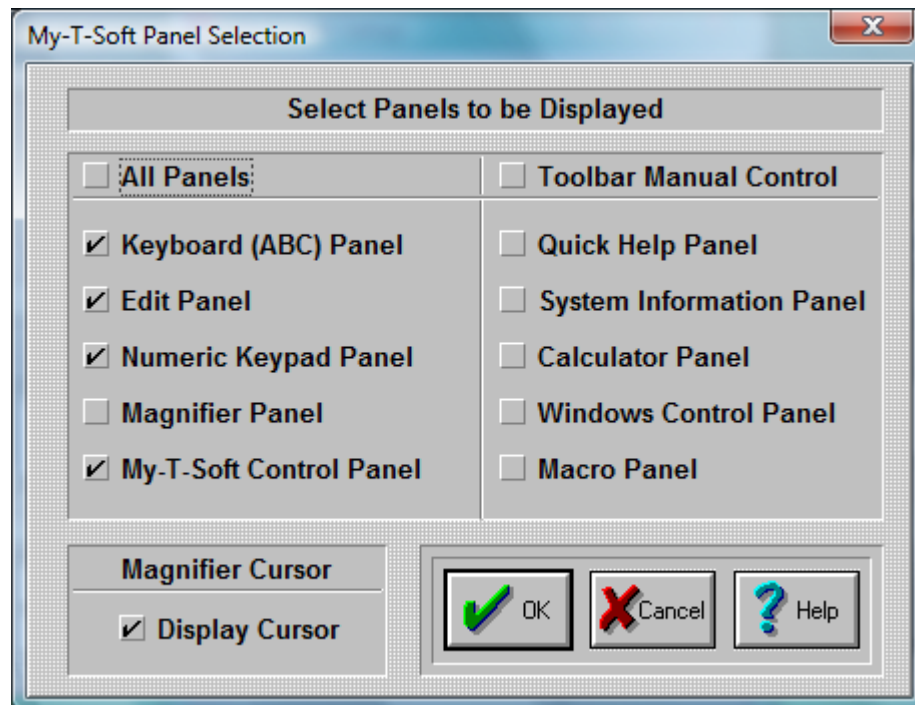 My-T-Soft Panel Selection
Select Panels to be Displayed
All Panels
Toolbar Manual Control
Keyboard (ABC) Panel
Quick Help Panel
Edit Panel
System Information Panel
Numeric Keypad Panel
Calculator Panel
Magnifier Panel
Windows Control Panel
My-T-Soft Control Panel
Macro Panel
Magnifier Cursor
Display Cursor
OK
Cancel
Help